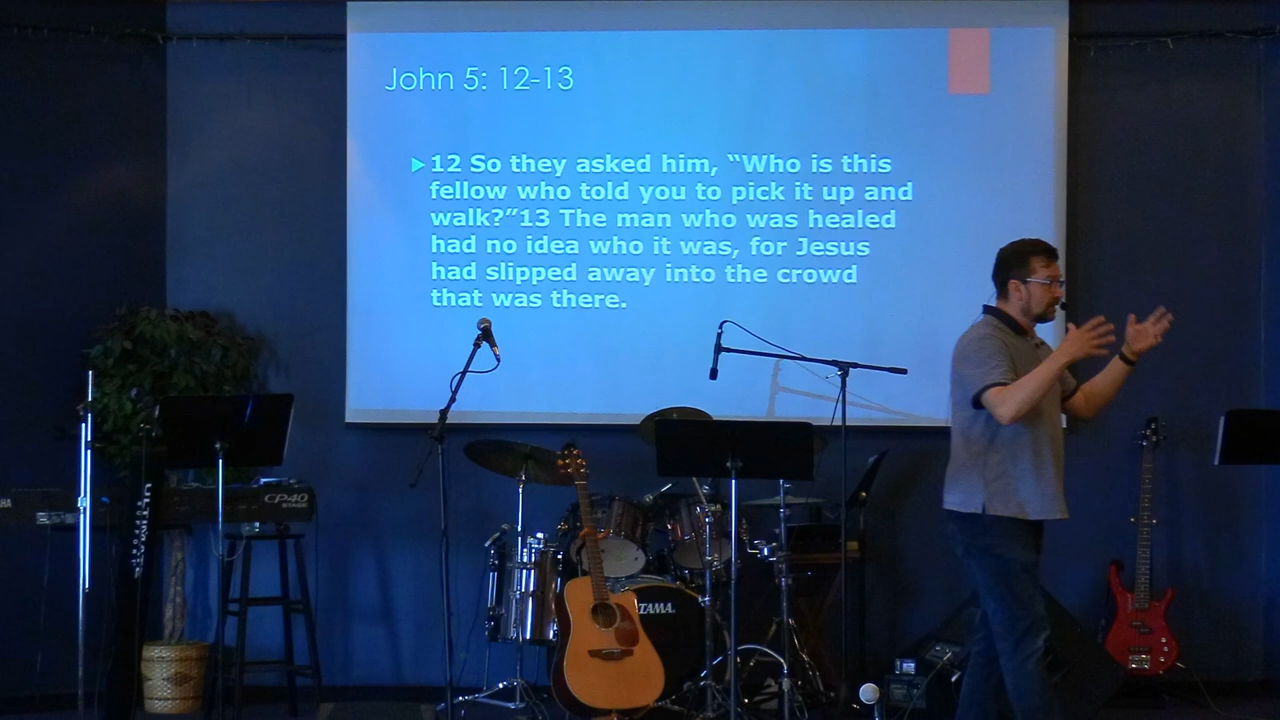 John 5: 12-13
12 So they asked him, “Who is this
fellow who told you to pick it up and
walk?”13 The man who was healed
had no idea who it was, for Jesus
had slipped away into the crowd
that was there.
CP40
STAGE
TAMA.
ULTIMATE